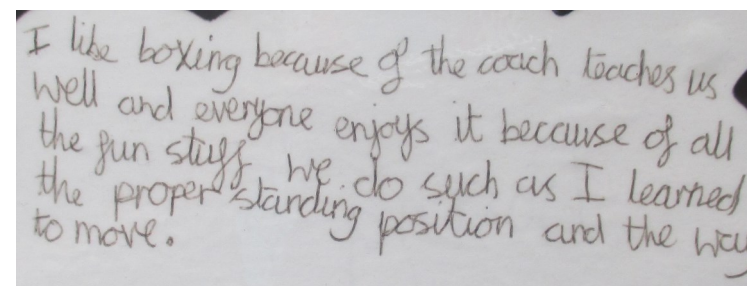 I like boxing because of the coach teaches us
well and everyone enjoys it because of all
the fun stuff we do such as I learned
the proper standing position and the way
to move.